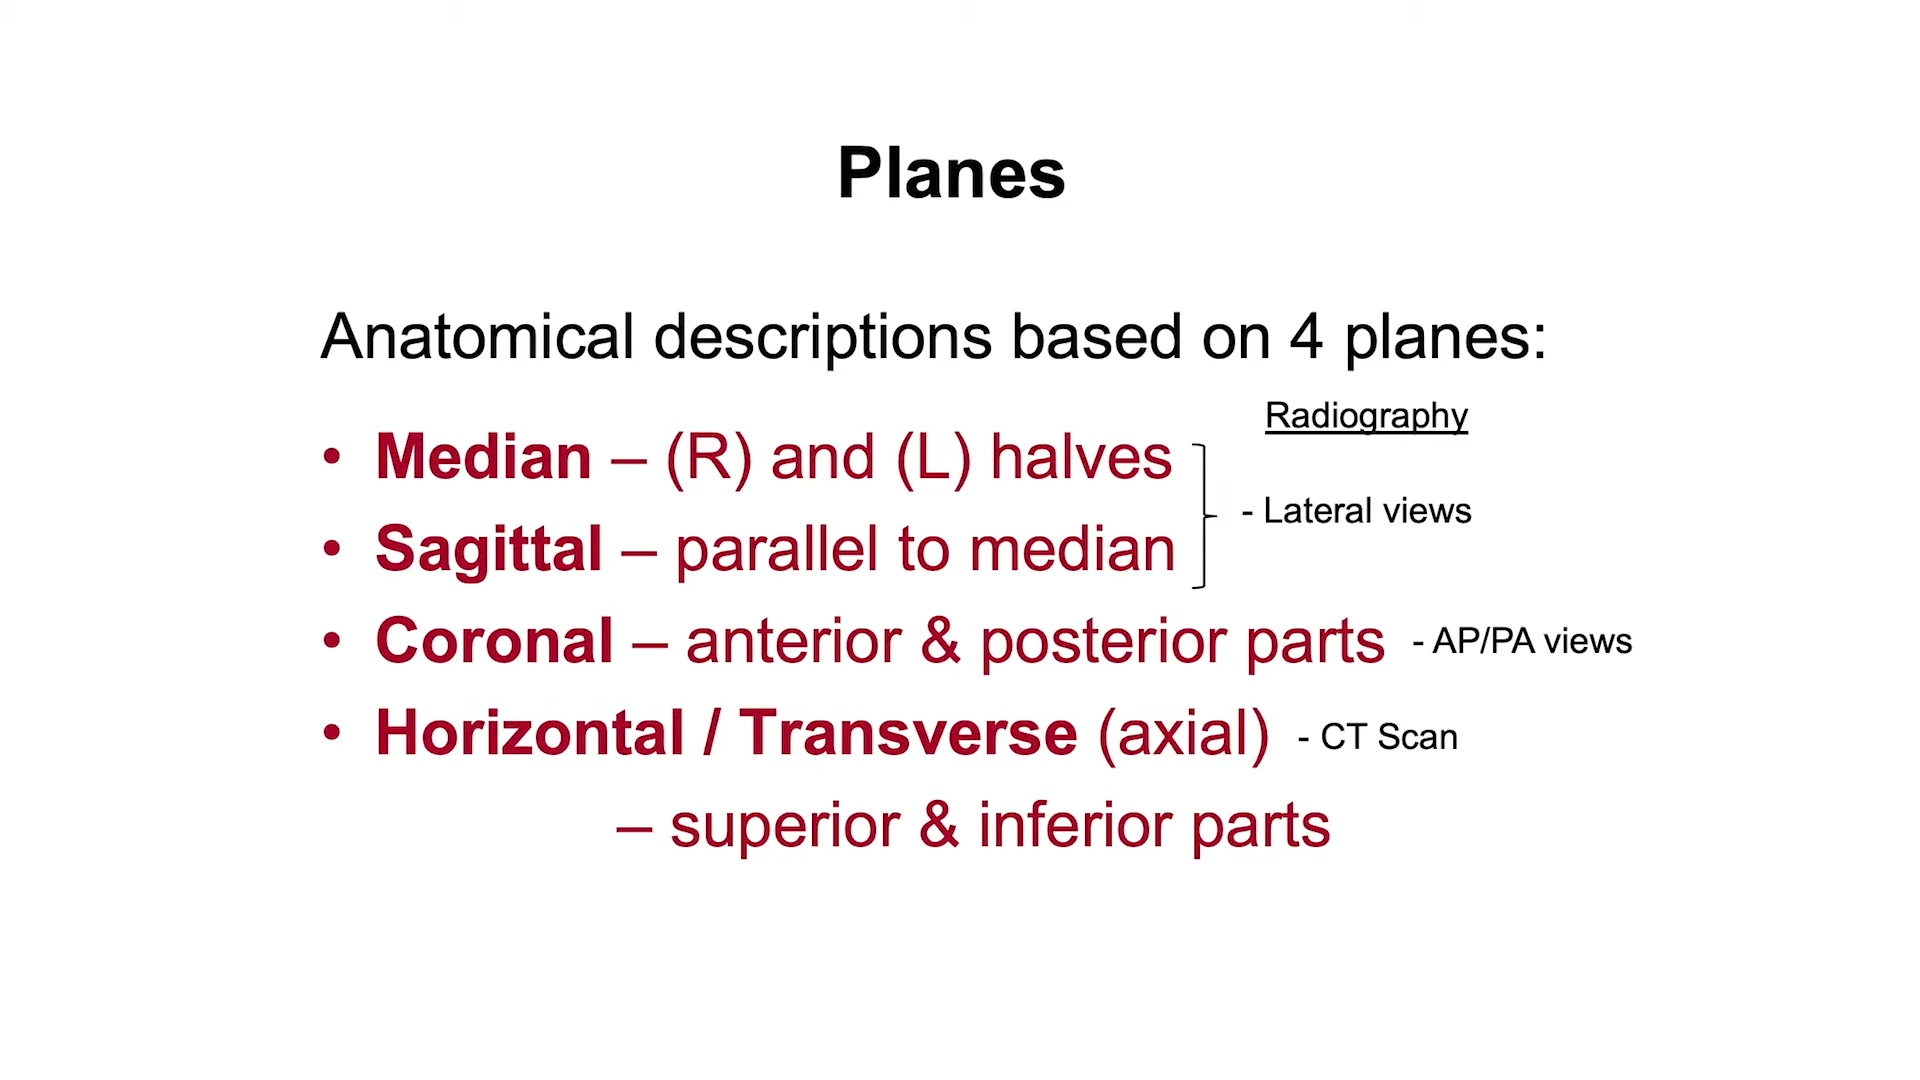 Planes
Anatomical descriptions based on 4 planes:
Radiography
• Median – (R) and (L) halves
- Lateral views
• Sagittal – parallel to median
• Coronal – anterior & posterior parts - AP/PA views
• Horizontal / Transverse (axial) - CT Scan
– superior & inferior parts